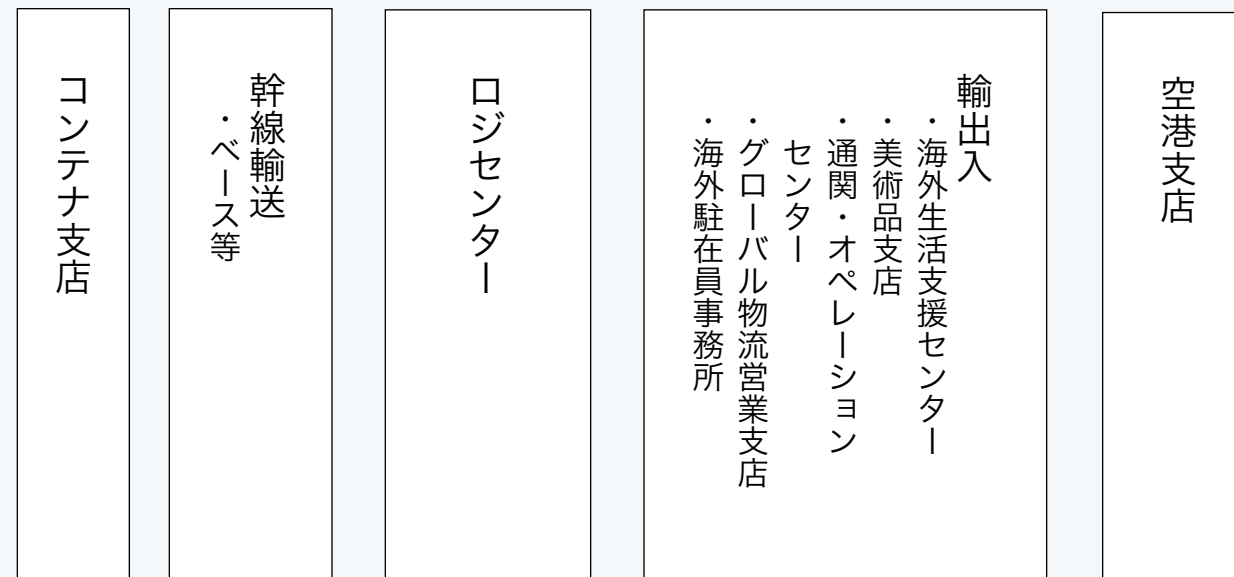 空港支店
輸出入
・海外生活支援センター
・美術品支店
・通関・オペレーション
センター
・グローバル物流営業支店
・海外駐在員事務所
ロジセンター
幹線輸送
・ベース等
コンテナ支店